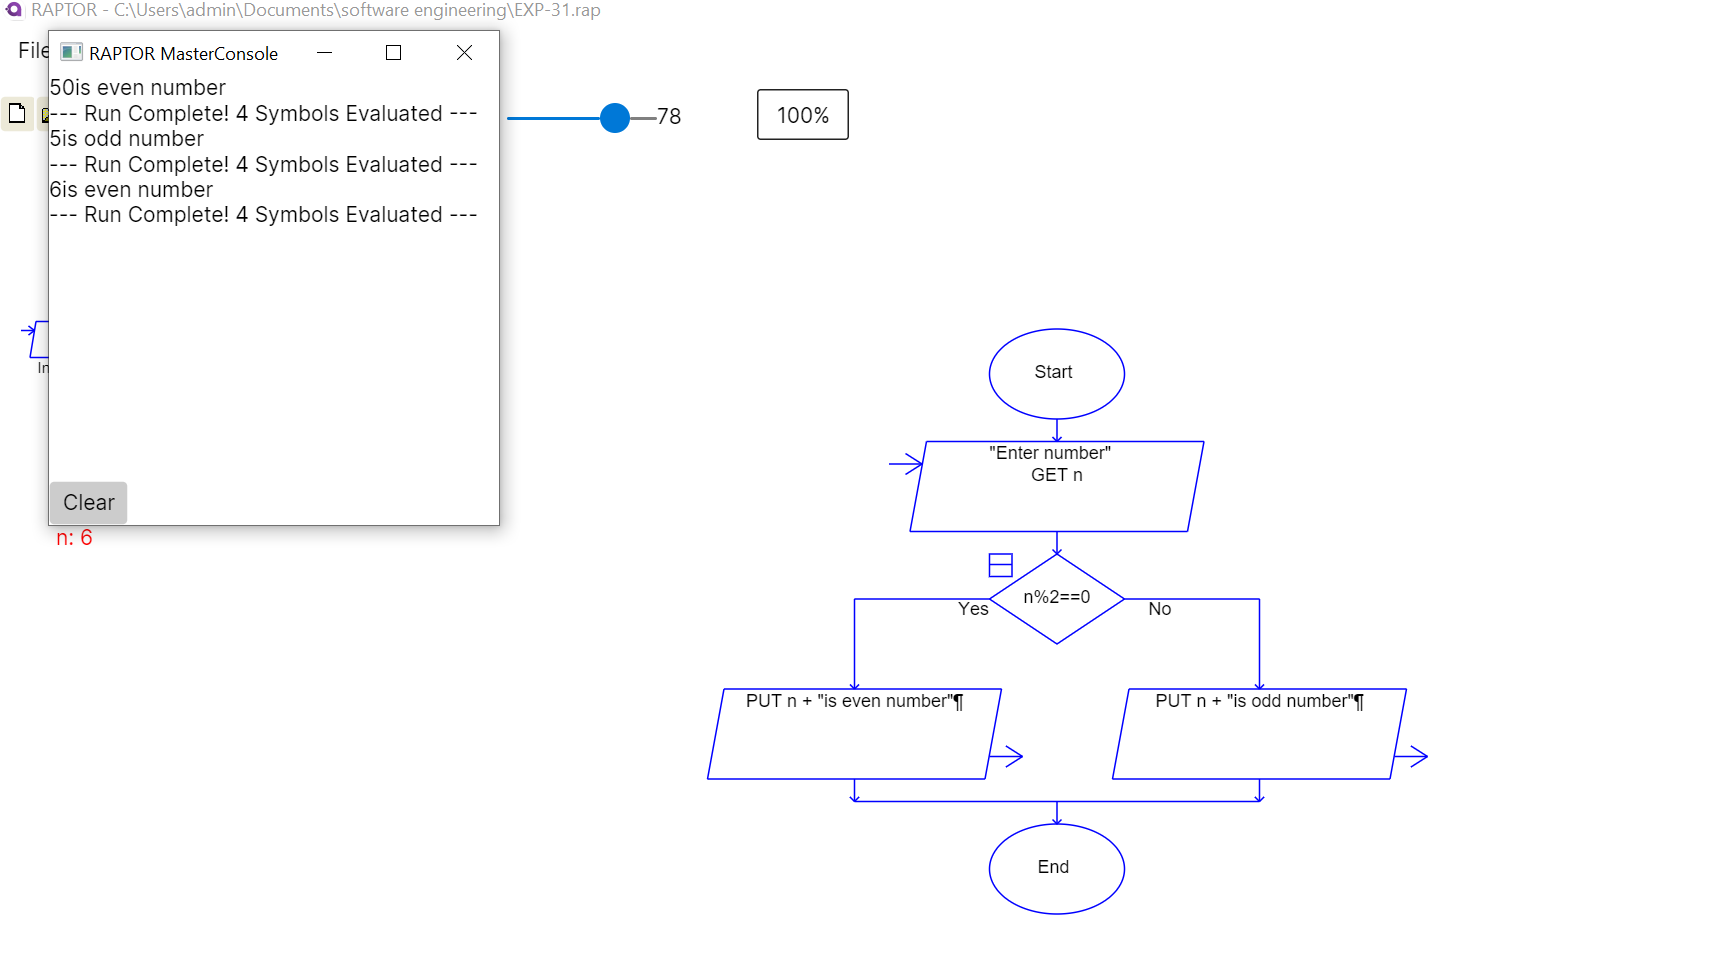 RAPTOR - C:\Users\admin\Documents\software engineering\EXP-31.rap
File
RAPTOR MasterConsole
50is even number
--- Run Complete! 4 Symbols Evaluated ---
5is odd number
--- Run Complete! 4 Symbols Evaluated ---
6is even number
--- Run Complete! 4 Symbols Evaluated ---
Clear
78
100%
In
n: 6
Start
"Enter number"
GET n
n%2==0
Yes
No
PUT n + "is even number"¶
PUT n + "is odd number"¶
End